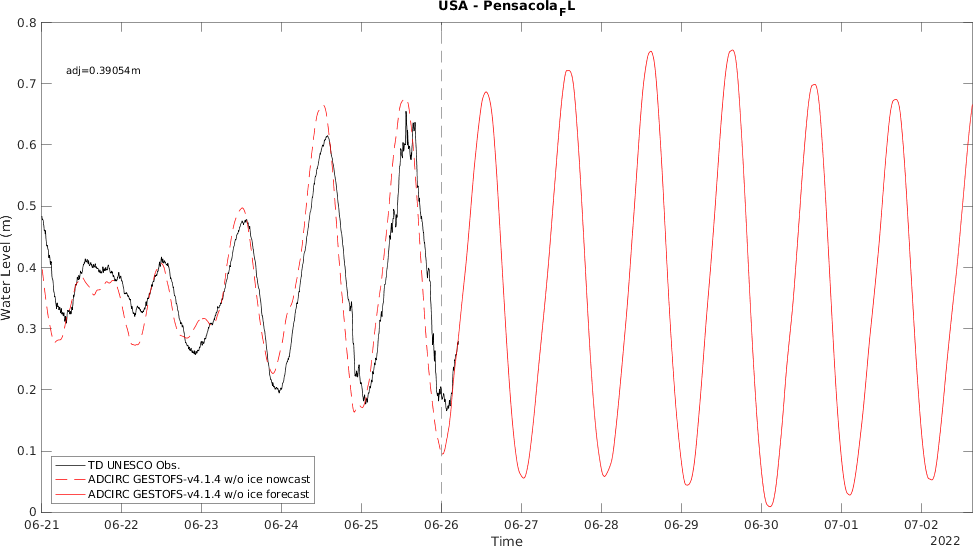 USA - Pensacola_FL
adj=0.39054m
0.8
0.7
0.6
0.5
0.4
0.3
0.2
0.1
0
Water Level (m)
TD UNESCO Obs.
ADCIRC GESTOFS-v4.1.4 w/o ice nowcast
ADCIRC GESTOFS-v4.1.4 w/o ice forecast
06-21 06-22 06-23 06-24 06-25 06-26 06-27 06-28 06-29 06-30 07-01 07-02
Time
2022